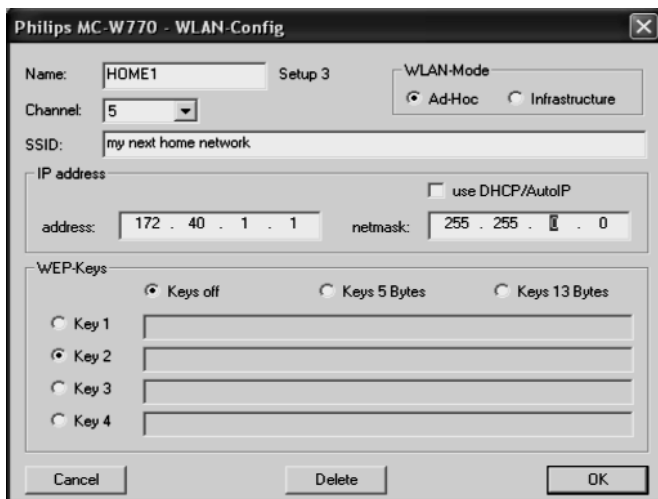 Philips MC-W770 - WLAN-Config
Name: HOME1 Setup 3
WLAN-Mode
Ad-Hoc Infrastructure
Channel: 5
SSID: my next home network
IP address
use DHCP/AutoIP
address: 172 . 40 . 1 . 1 netmask: 255 . 255 . 0 . 0
WEP-Keys
Keys off Keys 5 Bytes Keys 13 Bytes
Key 1
Key 2
Key 3
Key 4
Cancel Delete OK